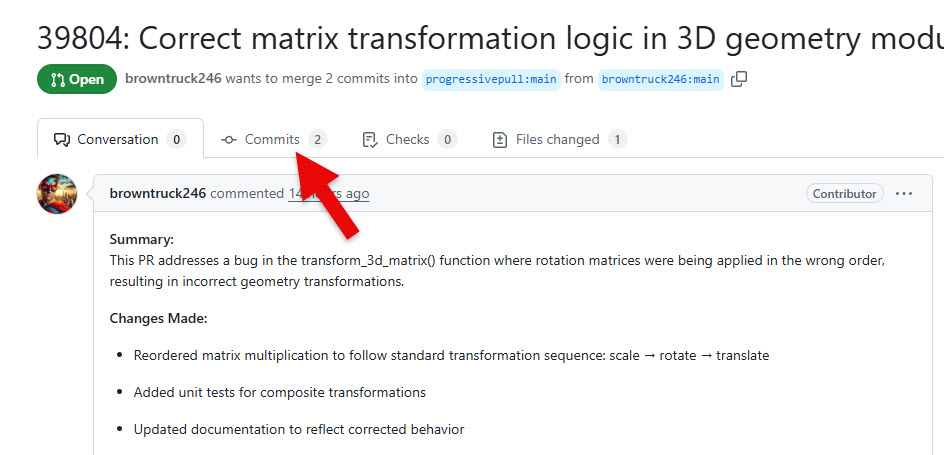 39804: Correct matrix transformation logic in 3D geometry
Open browntruck246 wants to merge 2 commits into progressivepull:main from browntruck246:main
Conversation 0 Commits 2 Checks 0 Files changed 1
browntruck246 commented ago Contributor
Summary:
This PR addresses a bug in the transform_3d_matrix() function where rotation matrices were being applied in the wrong order,
resulting in incorrect geometry transformations.
Changes Made:
• Reordered matrix multiplication to follow standard transformation sequence: scale → rotate → translate
• Added unit tests for composite transformations
• Updated documentation to reflect corrected behavior